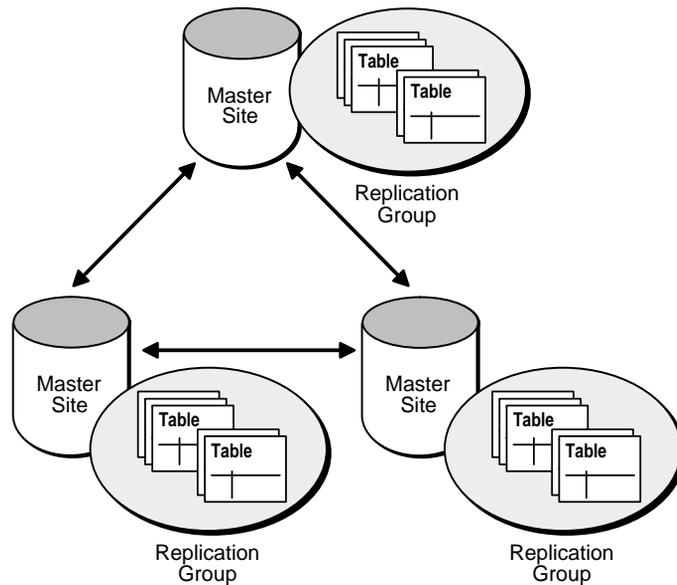 Table
Table
Master
Site
Replication
Group
Master
Site
Table
Table
Replication
Group
Master
Site
Table
Table
Replication
Group